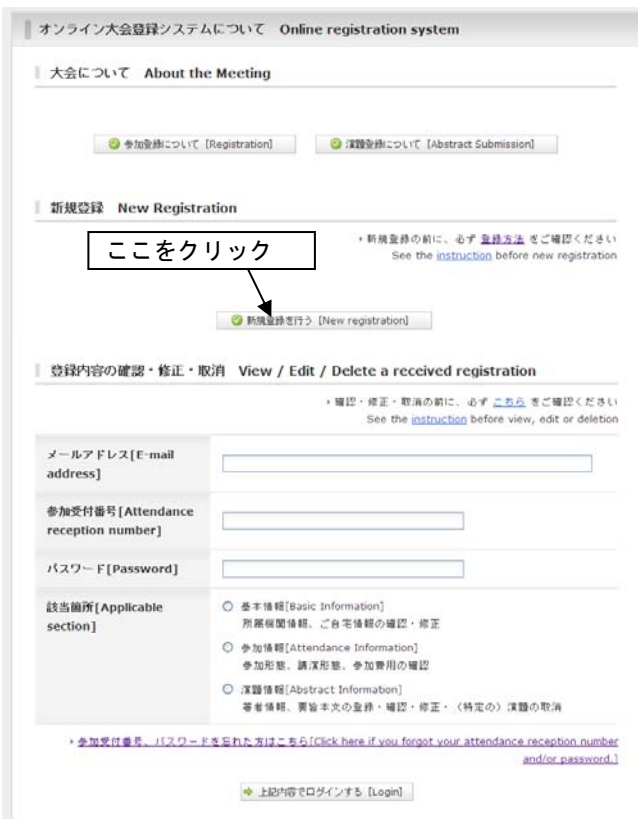 オンライン大会登録システムについて Online registration system
大会について About the Meeting
参加登録について [Registration]
演題登録について [Abstract Submission]
新規登録 New Registration
ここをクリック
・新規登録の前に、必ず 登録方法 をご確認ください
See the instruction before new registration
新規登録を行う [New registration]
登録内容の確認・修正・取消 View / Edit / Delete a received registration
・確認・修正・取消の前に、必ず こちら をご確認ください
See the instruction before view, edit or deletion
メールアドレス[E-mail
address]
参加受付番号[Attendance
reception number]
パスワード[Password]
該当箇所[Applicable
section]
基本情報[Basic Information]
所属機関情報、ご自宅情報の確認・修正
参加情報[Attendance Information]
参加形態、講演形態、参加費用の確認
演題情報[Abstract Information]
著者情報、要旨本文の登録・確認・修正・（特定の）演題の取消
・参加受付番号、パスワードを忘れた方はこちら[Click here if you forgot your attendance reception number
and/or password.]
上記内容でログインする [Login]